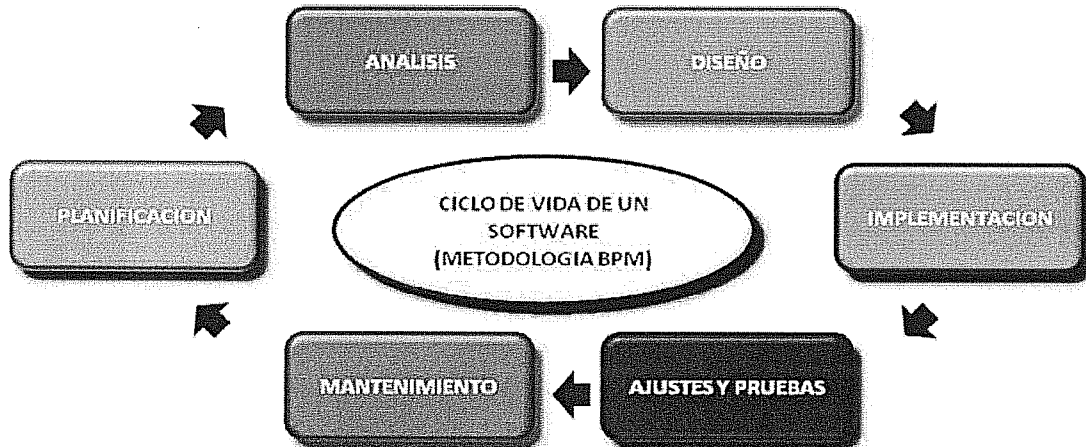 ANALISIS
DISEÑO
PLANIFICACION
CICLO DE VIDA DE UN
SOFTWARE
(METODOLOGIA BPM)
IMPLEMENTACION
MANTENIMIENTO
AJUSTES Y PRUEBAS